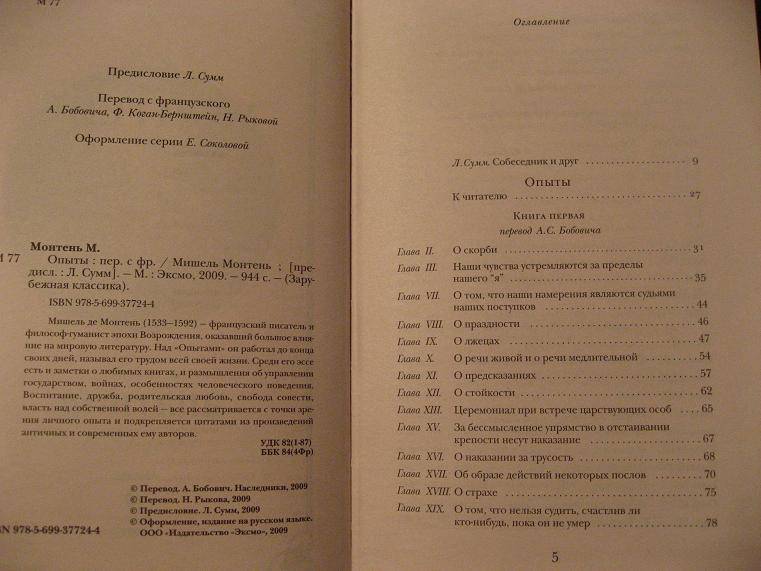 М 77
Предисловие Л. Сумм
Перевод с французского
А. Бобовича, Ф. Коган-Бернштейн, Н. Рыковой
Оформление серии Е. Соколовой
Монтень М.
М 77 Опыты : пер. с фр. / Мишель Монтень ; [пре-
дисл. : Л. Сумм]. – М. : Эксмо, 2009. – 944 с. – (Зару-
бежная классика).
ISBN 978-5-699-37724-4
Мишель де Монтень (1533–1592) – французский писатель и
философ-гуманист эпохи Возрождения, оказавший большое влия-
ние на мировую литературу. Над «Опытами» он работал до конца
своих дней, называл его трудом всей своей жизни. Среди его эссе
есть и заметки о любимых книгах, и размышления об управлении
государством, войнах, особенностях человеческого поведения.
Воспитание, дружба, родительская любовь, свобода совести,
власть над собственной волей – все рассматривается с точки зре-
ния личного опыта и подкрепляется цитатами из произведений
античных и современных ему авторов.
УДК 82(1-87)
ББК 84(4Фр)
© Перевод. А. Бобович. Наследники, 2009
© Перевод. Н. Рыкова, 2009
© Предисловие. Л. Сумм, 2009
© Оформление, издание на русском языке.
ООО «Издательство «Эксмо», 2009
BN 978-5-699-37724-4
Оглавление
Л. Сумм. Собеседник и друг 9
Опыты
К читателю 27
Книга первая
перевод А.С. Бобовича
Глава II. О скорби 31
Глава III. Наши чувства устремляются за пределы
нашего "я" 35
Глава VII. О том, что наши намерения являются судьями
наших поступков 44
Глава VIII. О праздности 46
Глава IX. О лжецах 47
Глава X. О речи живой и о речи медлительной 54
Глава XI. О предсказаниях 57
Глава XII. О стойкости 62
Глава XIII. Церемониал при встрече царствующих особ 65
Глава XV. За бессмысленное упрямство в отстаивании
крепости несут наказание 67
Глава XVI. О наказании за трусость 68
Глава XVII. Об образе действий некоторых послов 70
Глава XVIII. О страхе 75
Глава XIX. О том, что нельзя судить, счастлив ли
кто-нибудь, пока он не умер 78
5